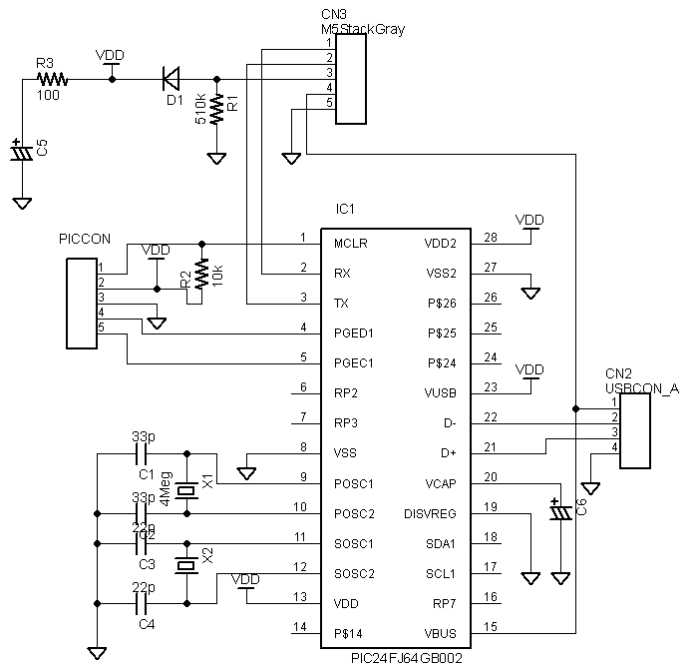 CN3
M5StackGray
R3
VDD
1
2
3
4
5
100
D1
510k
R1
C5
IC1
PICCON
VDD
1
2
3
4
5
R2
10k
1 MCLR VDD2 28 VDD
2 RX VSS2 27
3 TX P$26 26
4 PGED1 P$25 25
5 PGEC1 P$24 24
6 RP2 VUSB 23 VDD
7 RP3 D- 22
8 VSS D+ 21
9 POSC1 VCAP 20
10 POSC2 DISVREG 19
11 SOSC1 SDA1 18
12 SOSC2 SCL1 17
13 VDD RP7 16
14 P$14 VBUS 15
CN2
USBCON_A
1
2
3
4
33p
C1
4Meg
X1
33p
C2
22p
C3
X2
22p
C4
VDD
C6
PIC24FJ64GB002